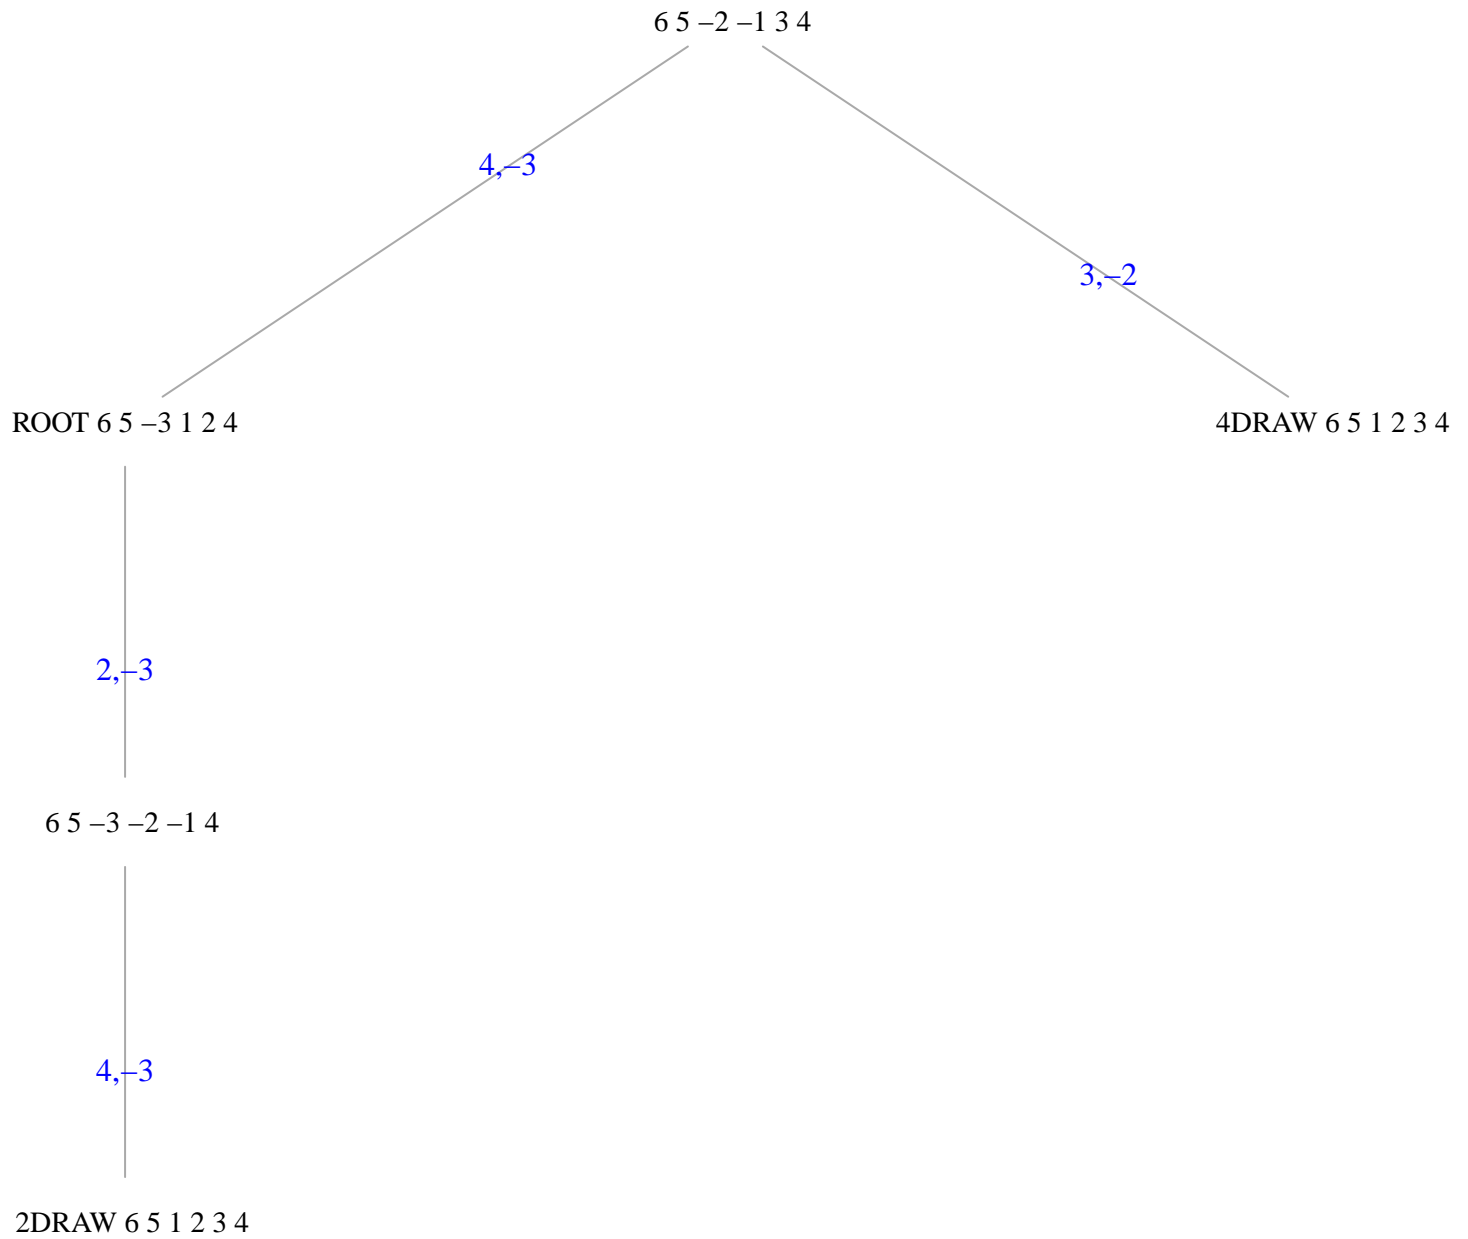 6 5 –2 –1 3 4
4,–3
3,–2
ROOT 6 5 –3 1 2 4
4DRAW 6 5 1 2 3 4
2,–3
6 5 –3 –2 –1 4
4,–3
2DRAW 6 5 1 2 3 4